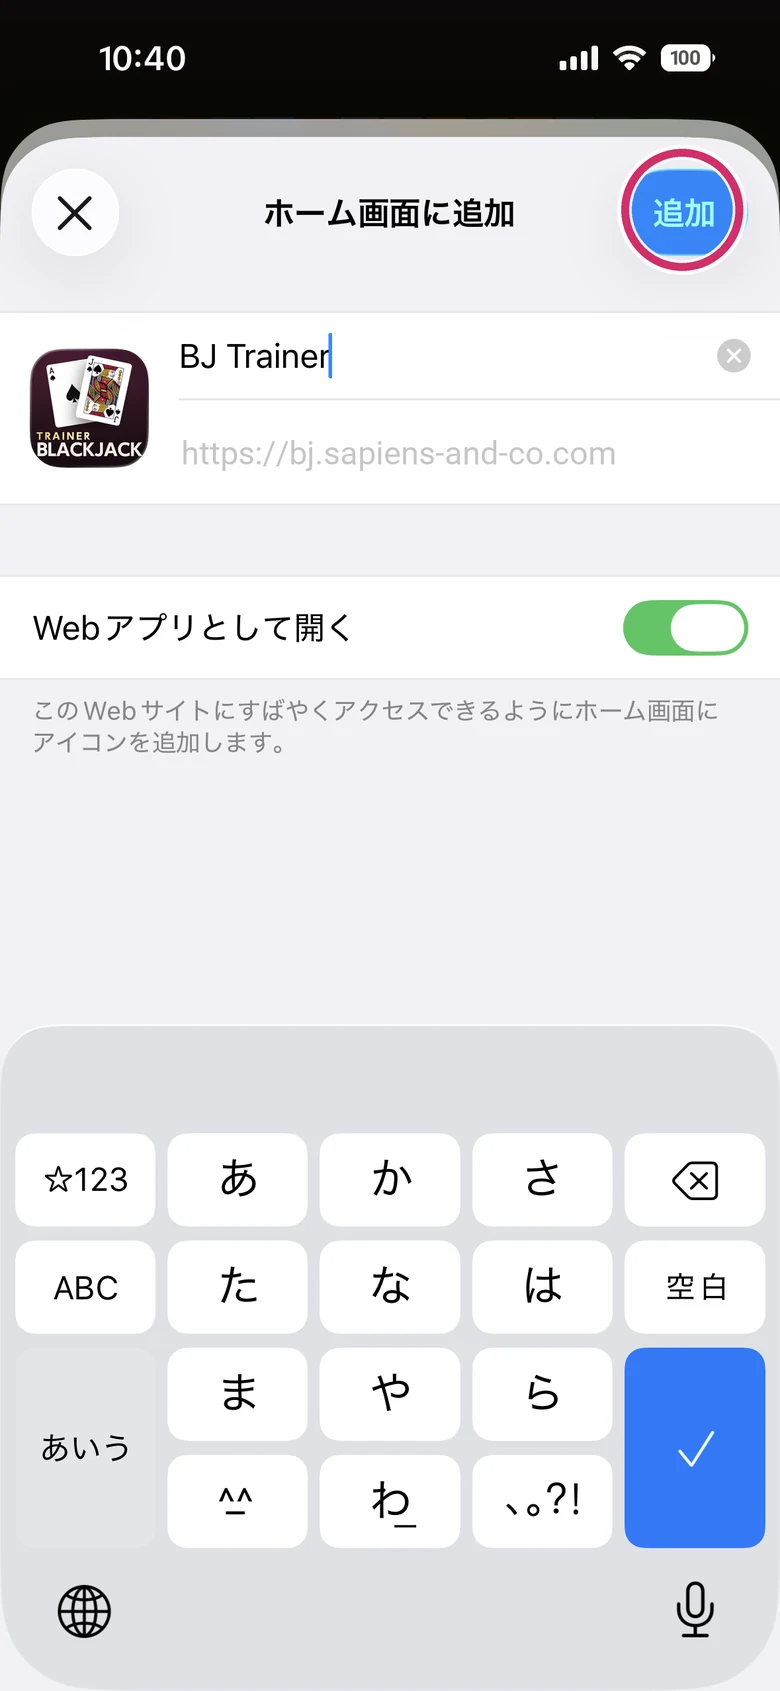 10:40
100
ホーム画面に追加
追加
BJ Trainer
A
J
TRAINER
BLACKJACK
https://bj.sapiens-and-co.com
Webアプリとして開く
このWebサイトにすばやくアクセスできるようにホーム画面に
アイコンを追加します。
☆123
あ
か
さ
ABC
た
な
は
空白
あいう
ま
や
ら
^^
わ_
、。?!